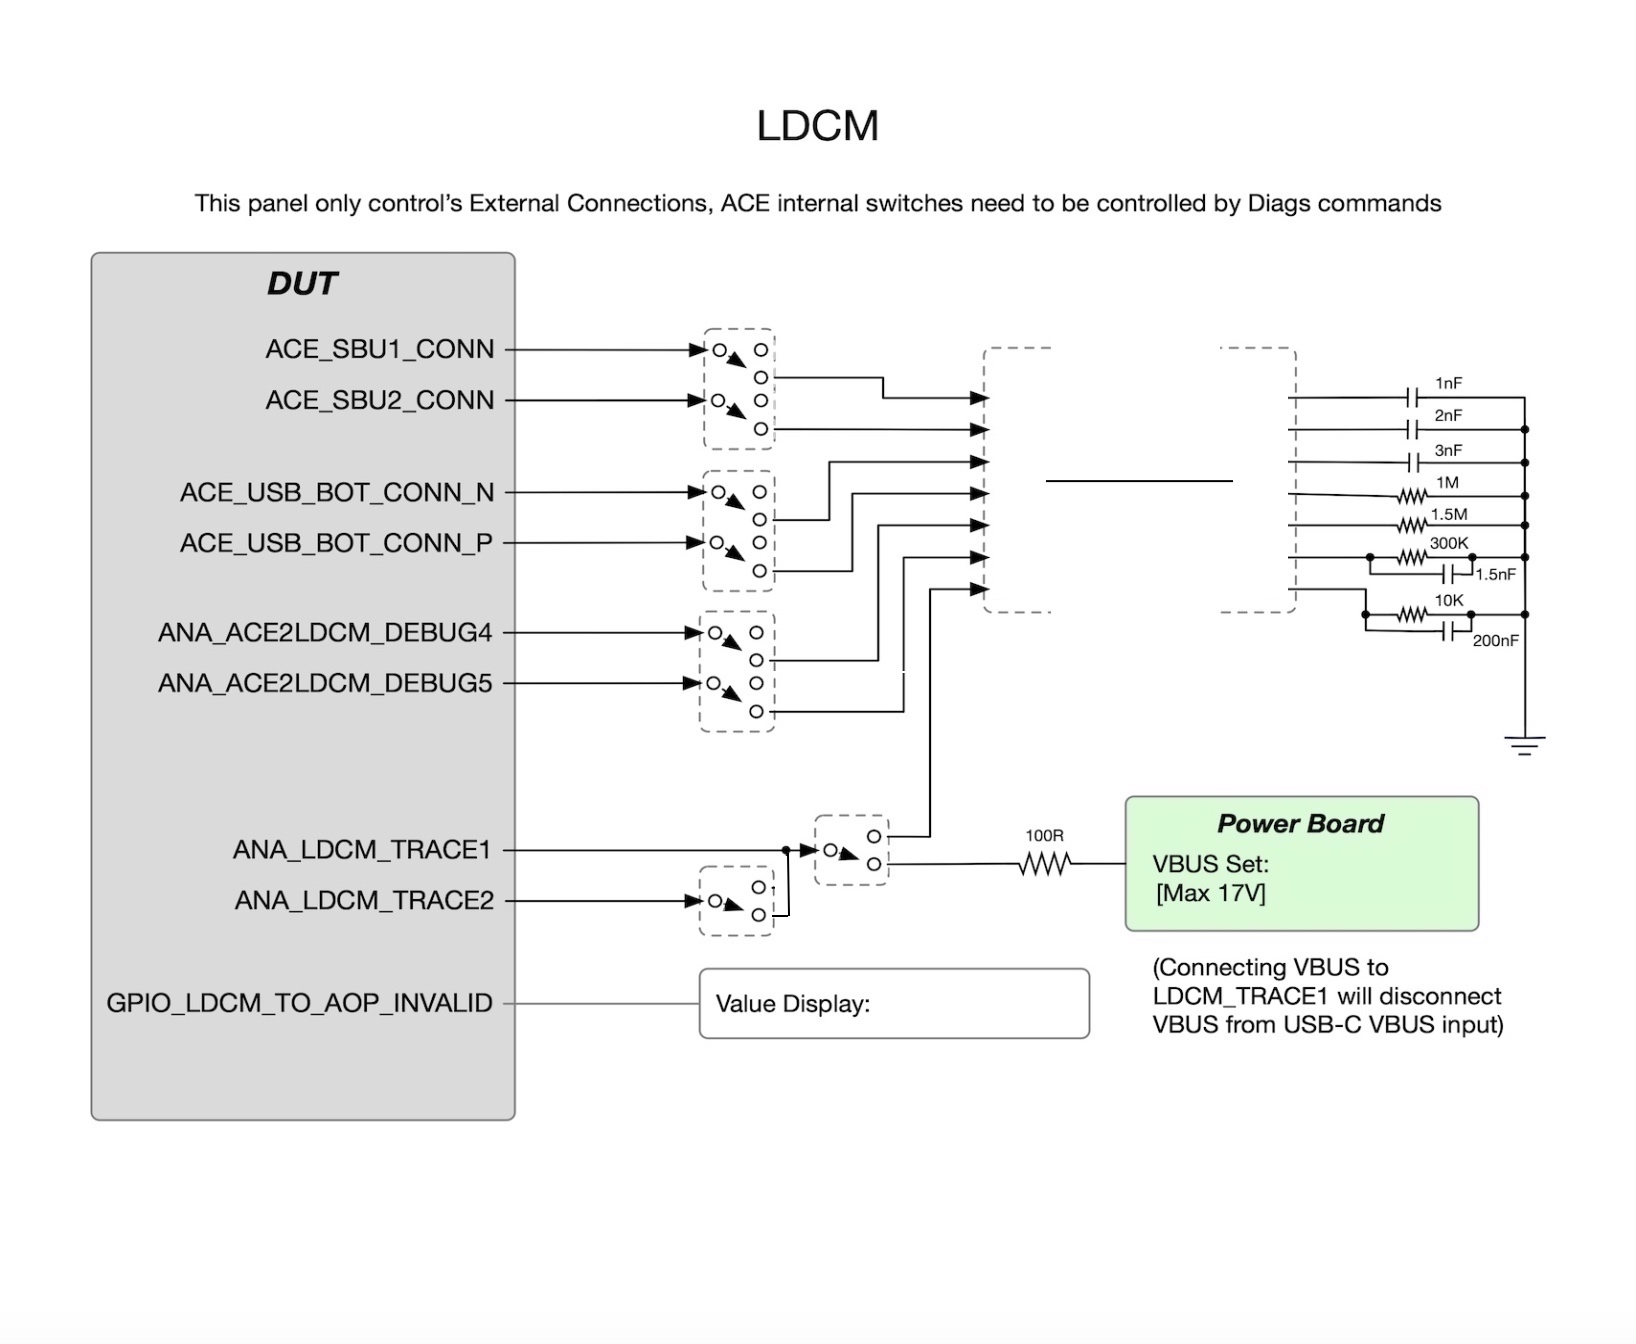 LDCM
This panel only control’s External Connections, ACE internal switches need to be controlled by Diags commands
DUT
ACE_SBU1_CONN
ACE_SBU2_CONN
ACE_USB_BOT_CONN_N
ACE_USB_BOT_CONN_P
ANA_ACE2LDCM_DEBUG4
ANA_ACE2LDCM_DEBUG5
ANA_LDCM_TRACE1
ANA_LDCM_TRACE2
GPIO_LDCM_TO_AOP_INVALID
1nF
2nF
3nF
1M
1.5M
300K
1.5nF
10K
200nF
100R
Power Board
VBUS Set:
[Max 17V]
Value Display:
(Connecting VBUS to
LDCM_TRACE1 will disconnect
VBUS from USB-C VBUS input)